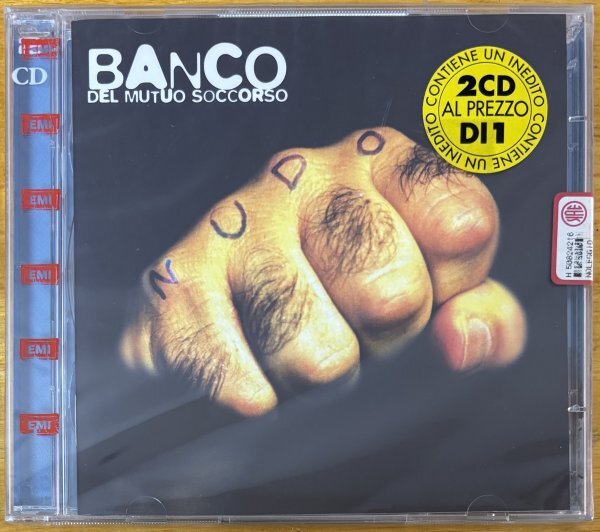 BANCO
DEL MUTUO SOCCORSO
CONTIENE UN INEDITO CONTIENE UN INEDITO
2CD
AL PREZZO
DI 1
NUDO
EMI
CD
EMI
EMI
EMI
EMI
EMI
H 50824216